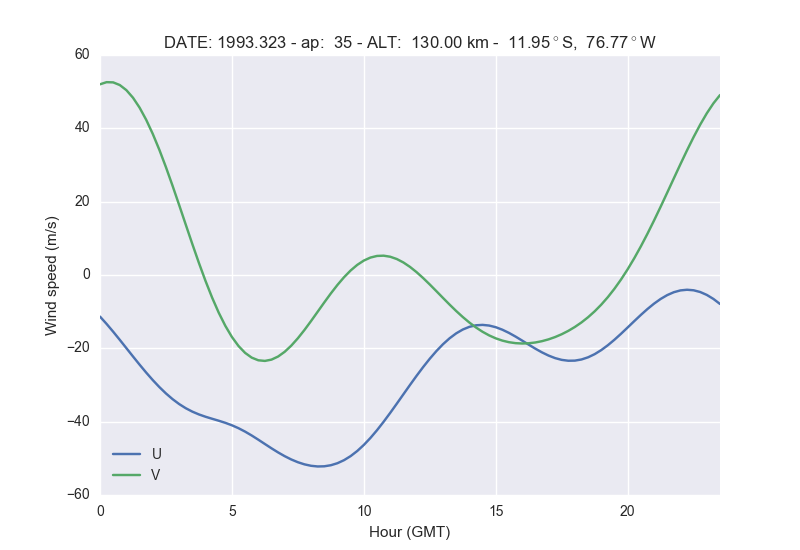 DATE: 1993.323 - ap:  35 - ALT:  130.00 km -  11.95°S,  76.77°W
60
40
20
0
−20
−40
−60
Wind speed (m/s)
U
V
0 5 10 15 20
Hour (GMT)